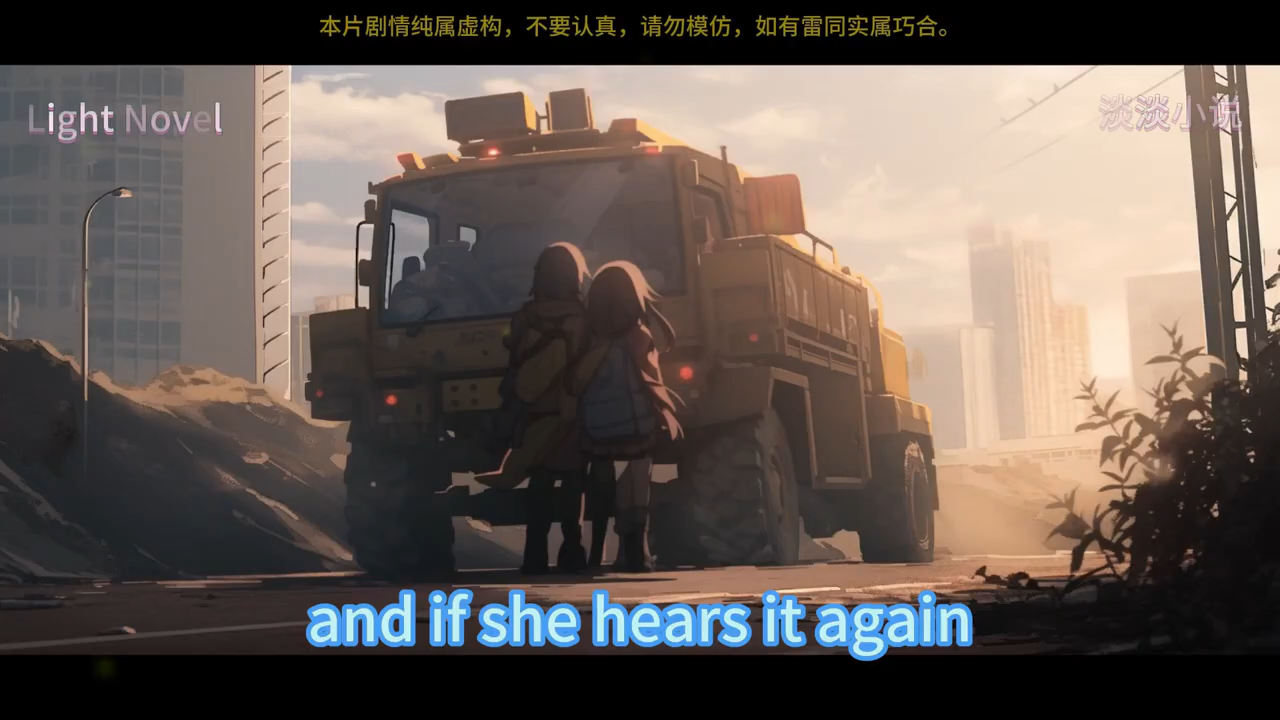 本片剧情纯属虚构，不要认真，请勿模仿，如有雷同实属巧合。
Light Novel
淡淡小说
and if she hears it again